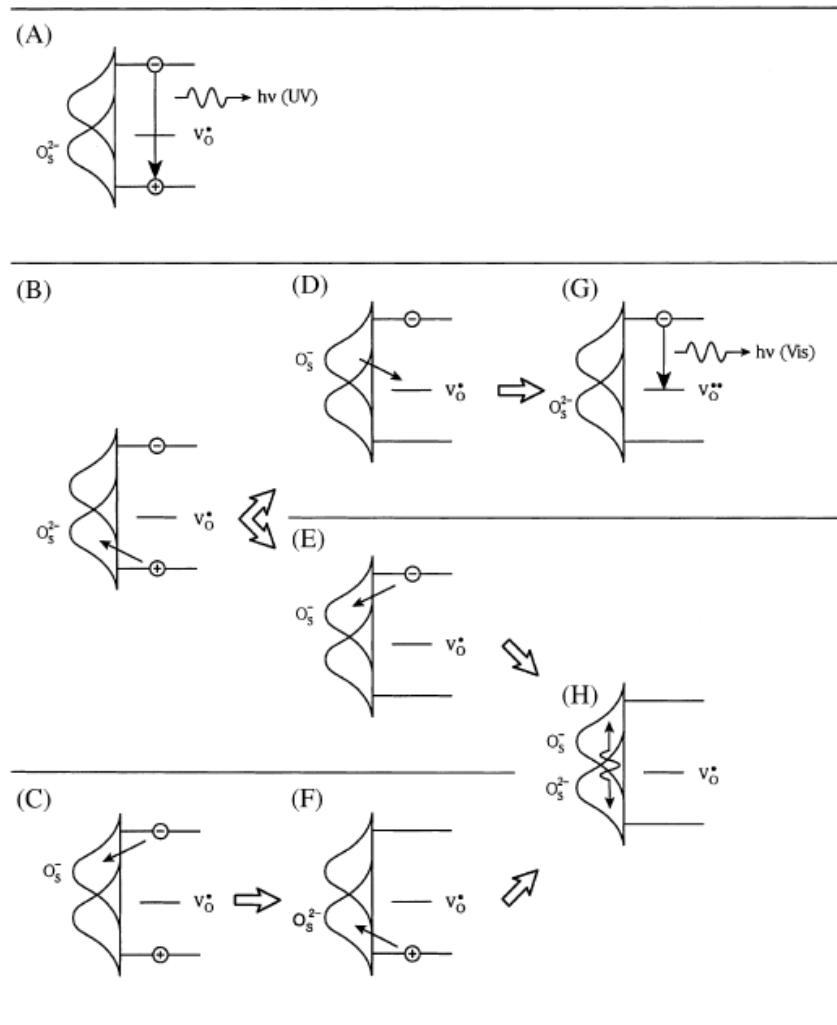 (A)
⊖
hν (UV)
V_O^•
O_S^{2−}
⊕
(B)
(D)
(G)
⊖
⊖
O_S^−
hν (Vis)
V_O^•
V_O^{••}
O_S^{2−}
⊖
V_O^•
O_S^{2−}
⊕
(E)
⊖
O_S^−
V_O^•
(H)
O_S^−
V_O^•
O_S^{2−}
(C)
(F)
⊖
O_S^−
V_O^•
V_O^•
O_S^{2−}
⊕
⊕